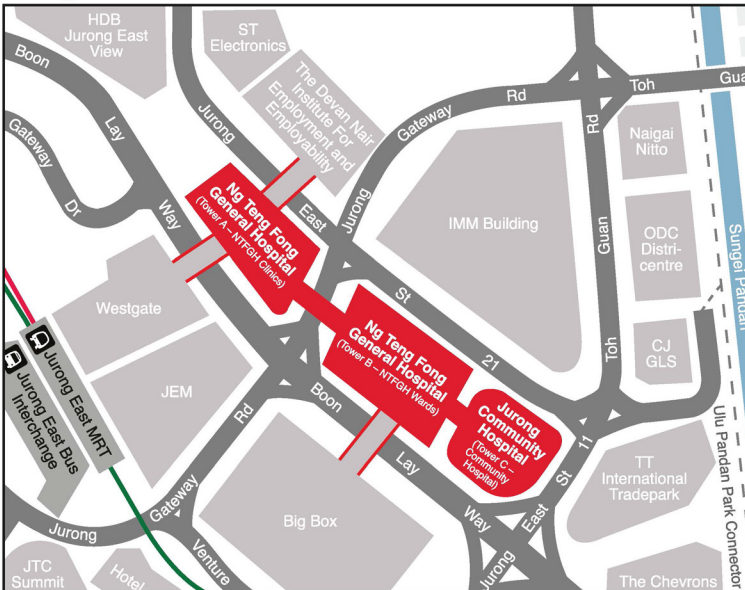 HDB
Jurong East
View
ST
Electronics
The Devan Nair
Institute For
Employment and
Employability
Boon
Lay
Way
Gateway
Dr
Jurong
East
St
21
Jurong
Gateway
Rd
Toh
Gua
Rd
Guan
Toh
Naigai
Nitto
ODC
Distri-
centre
CJ
GLS
Sungei Pandan
Ulu Pandan Park Connector
IMM Building
Ng Teng Fong
General Hospital
(Tower A – NTFGH Clinics)
Ng Teng Fong
General Hospital
(Tower B – NTFGH Wards)
Jurong
Community
Hospital
(Tower C –
Community
Hospital)
Westgate
JEM
Jurong East MRT
Jurong East Bus
Interchange
Boon
Lay
Way
Jurong
Gateway
Rd
Venture
Big Box
Jurong
East
St
11
TT
International
Tradepark
The Chevrons
JTC
Summit
Hotel